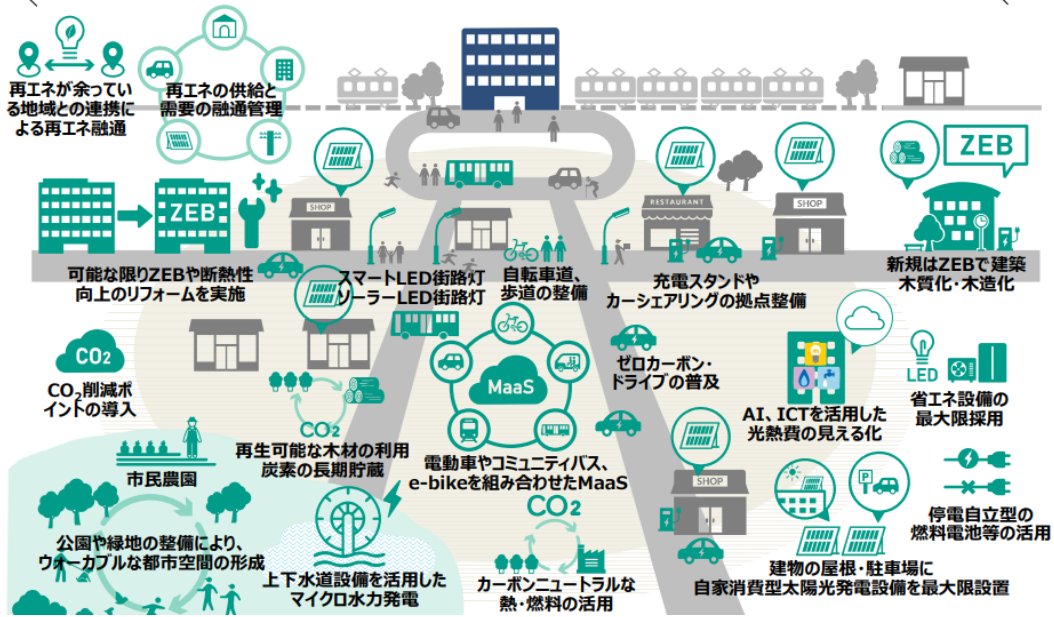 再エネが余ってい
る地域との連携に
よる再エネ融通
再エネの供給と
需要の融通管理
ZEB
ZEB
SHOP
RESTAURANT
SHOP
可能な限りZEBや断熱性
向上のリフォームを実施
スマートLED街路灯
ソーラーLED街路灯
自転車道、
歩道の整備
充電スタンドや
カーシェアリングの拠点整備
新規はZEBで建築
木質化・木造化
CO2
CO2削減ポ
イントの導入
CO2
再生可能な木材の利用
炭素の長期貯蔵
MaaS
電動車やコミュニティバス、
e-bikeを組み合わせたMaaS
ゼロカーボン・
ドライブの普及
AI、ICTを活用した
光熱費の見える化
LED
省エネ設備の
最大限採用
市民農園
公園や緑地の整備により、
ウォーカブルな都市空間の形成
上下水道設備を活用した
マイクロ水力発電
CO2
カーボンニュートラルな
熱・燃料の活用
SHOP
P
建物の屋根・駐車場に
自家消費型太陽光発電設備を最大限設置
停電自立型の
燃料電池等の活用